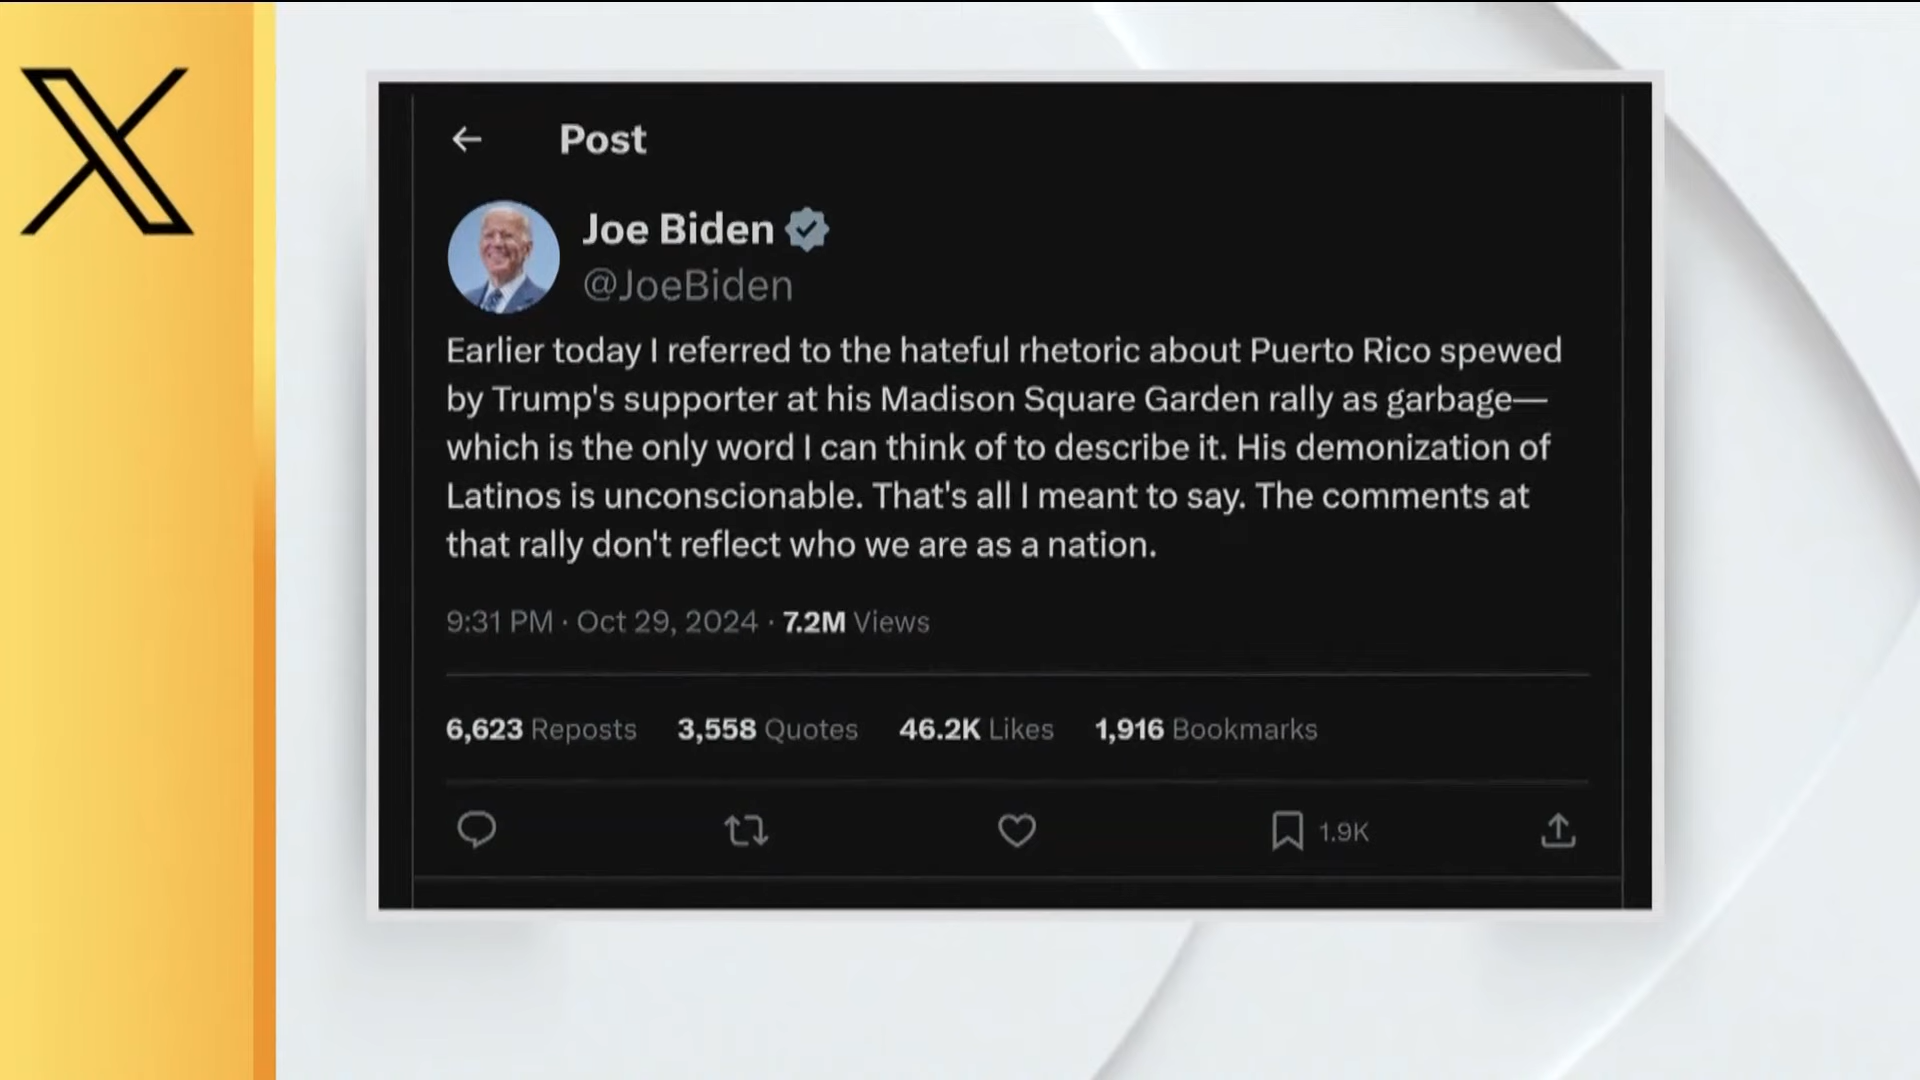 X
Post
Joe Biden
@JoeBiden
Earlier today I referred to the hateful rhetoric about Puerto Rico spewed
by Trump's supporter at his Madison Square Garden rally as garbage—
which is the only word I can think of to describe it. His demonization of
Latinos is unconscionable. That's all I meant to say. The comments at
that rally don't reflect who we are as a nation.
9:31 PM · Oct 29, 2024 · 7.2M Views
6,623 Reposts 3,558 Quotes 46.2K Likes 1,916 Bookmarks
1.9K